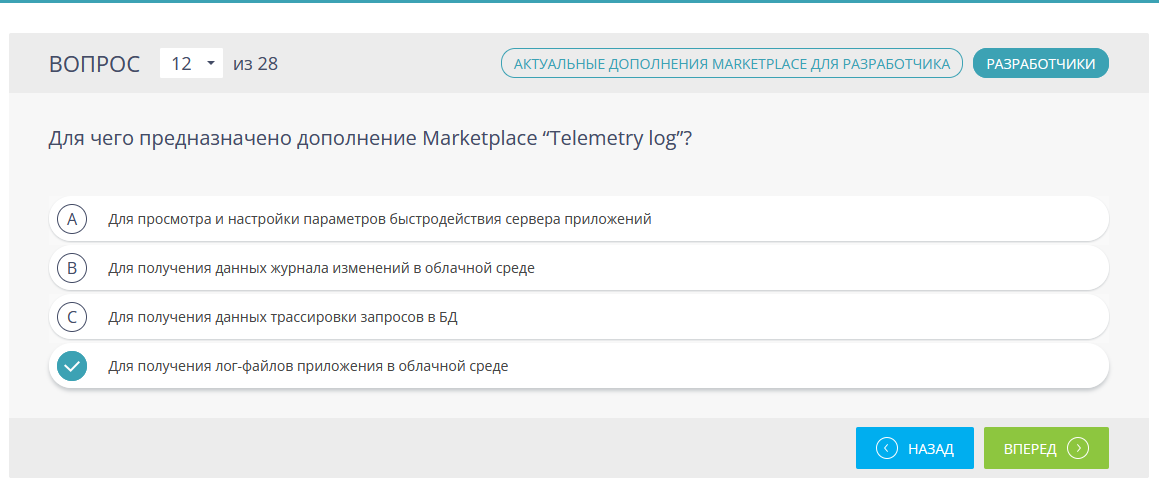 ВОПРОС 12 из 28 АКТУАЛЬНЫЕ ДОПОЛНЕНИЯ MARKETPLACE ДЛЯ РАЗРАБОТЧИКА РАЗРАБОТЧИКИ
Для чего предназначено дополнение Marketplace “Telemetry log”?
A Для просмотра и настройки параметров быстродействия сервера приложений
B Для получения данных журнала изменений в облачной среде
C Для получения данных трассировки запросов в БД
Для получения лог-файлов приложения в облачной среде
НАЗАД ВПЕРЕД